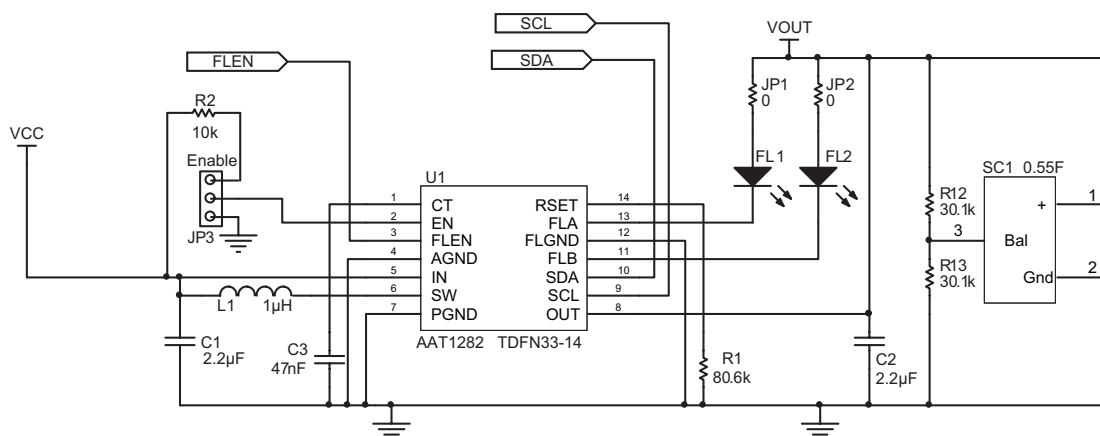 SCL
VOUT
FLEN
SDA
JP1
0
JP2
0
R2
10k
VCC
Enable
FL1
FL2
SC1 0.55F
U1
R12
30.1k
1
2
3
4
5
6
7
CT
EN
FLEN
AGND
IN
SW
PGND
RSET
FLA
FLGND
FLB
SDA
SCL
OUT
14
13
12
11
10
9
8
+
1
3
Bal
Gnd
2
JP3
R13
30.1k
L1
1µH
AAT1282 TDFN33-14
C1
2.2µF
C3
47nF
R1
80.6k
C2
2.2µF